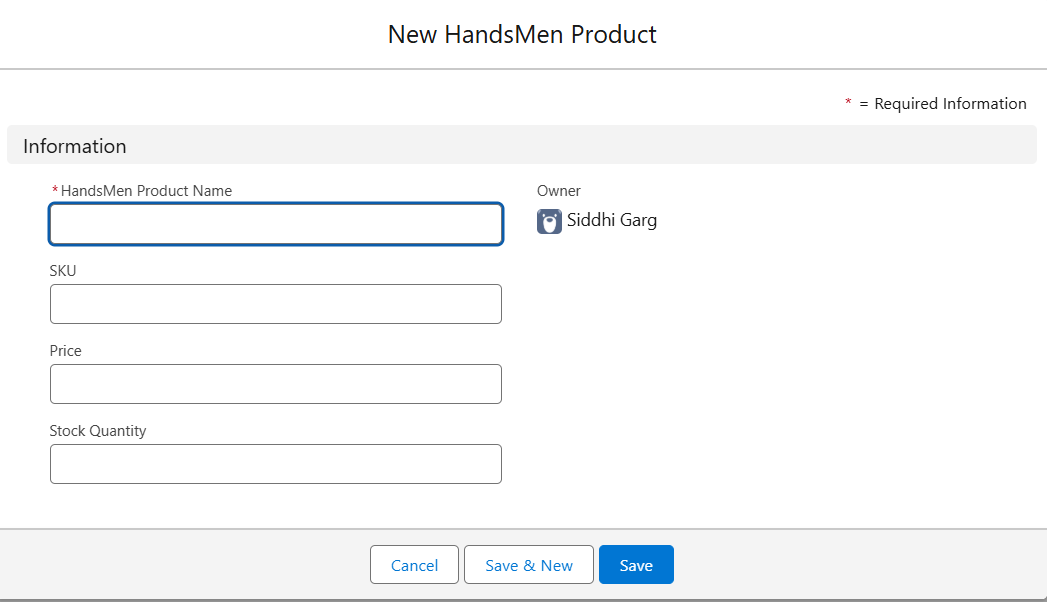 New HandsMen Product
* = Required Information
Information
*HandsMen Product Name
Owner
Siddhi Garg
SKU
Price
Stock Quantity
Cancel
Save & New
Save